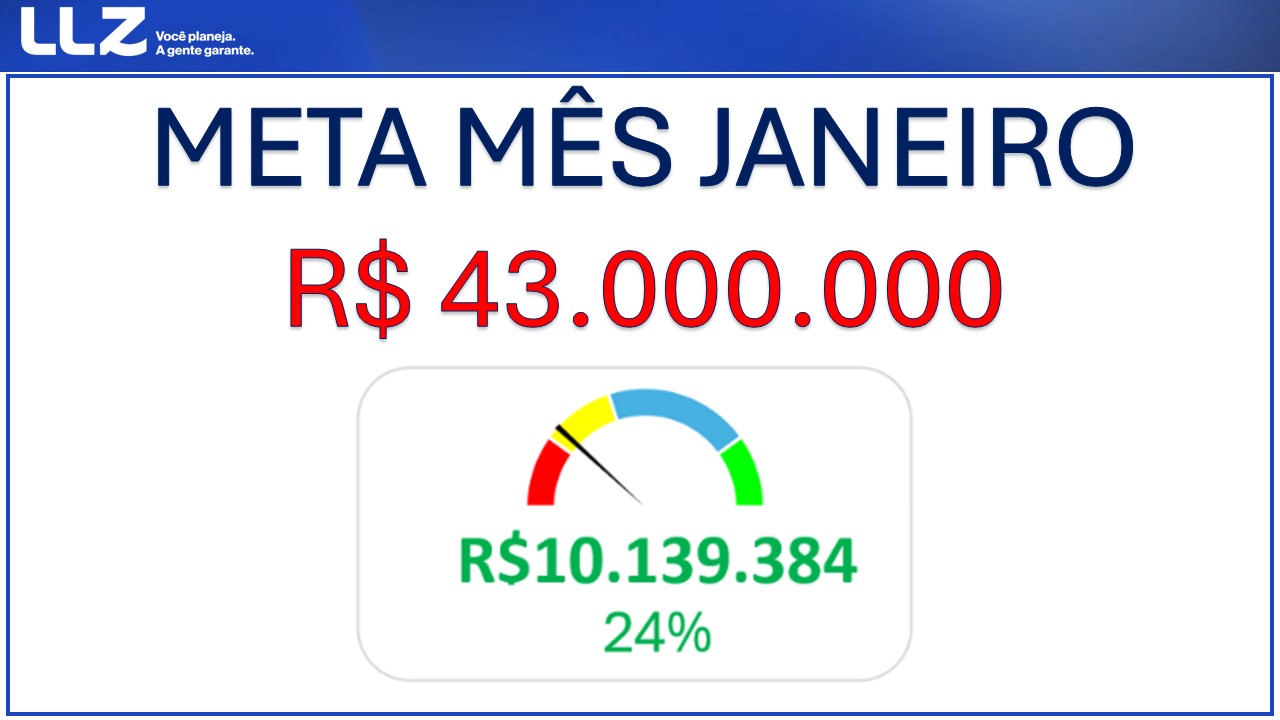 LLZ
Você planeja.
A gente garante.
META MÊS JANEIRO
R$ 43.000.000
R$10.139.384
24%